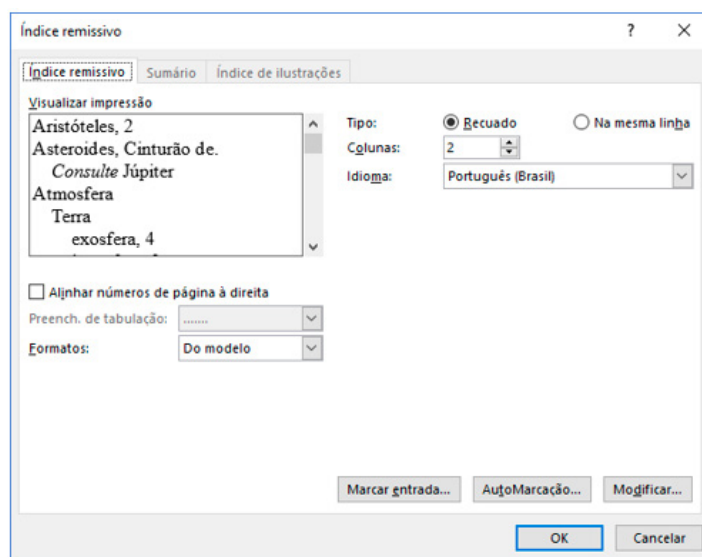 Índice remissivo ? ×
Índice remissivo Sumário Índice de ilustrações
Visualizar impressão
Aristóteles, 2
Asteroides, Cinturão de.
Consulte Júpiter
Atmosfera
Terra
exosfera, 4
Tipo: Recuado Na mesma linha
Colunas: 2
Idioma: Português (Brasil)
Alinhar números de página à direita
Preench. de tabulação: .......
Formatos: Do modelo
Marcar entrada... AutoMarcação... Modificar...
OK Cancelar